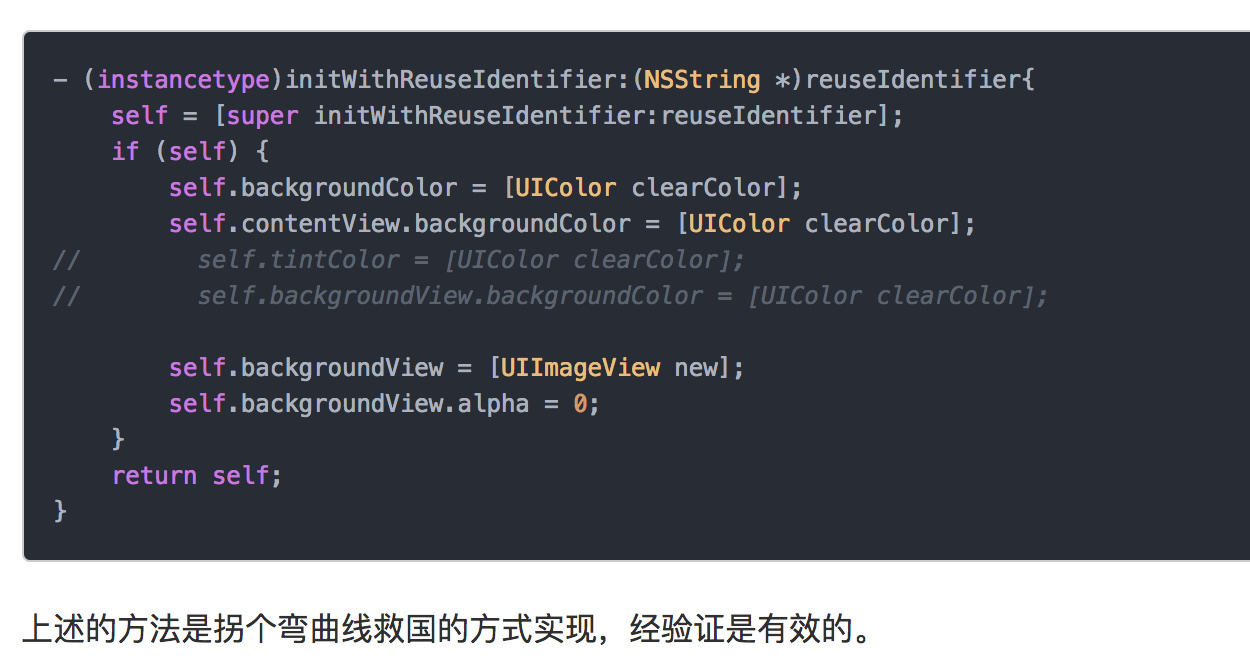 - (instancetype)initWithReuseIdentifier:(NSString *)reuseIdentifier{
    self = [super initWithReuseIdentifier:reuseIdentifier];
    if (self) {
        self.backgroundColor = [UIColor clearColor];
        self.contentView.backgroundColor = [UIColor clearColor];
//        self.tintColor = [UIColor clearColor];
//        self.backgroundView.backgroundColor = [UIColor clearColor];

        self.backgroundView = [UIImageView new];
        self.backgroundView.alpha = 0;
    }
    return self;
}
上述的方法是拐个弯曲线救国的方式实现，经验证是有效的。